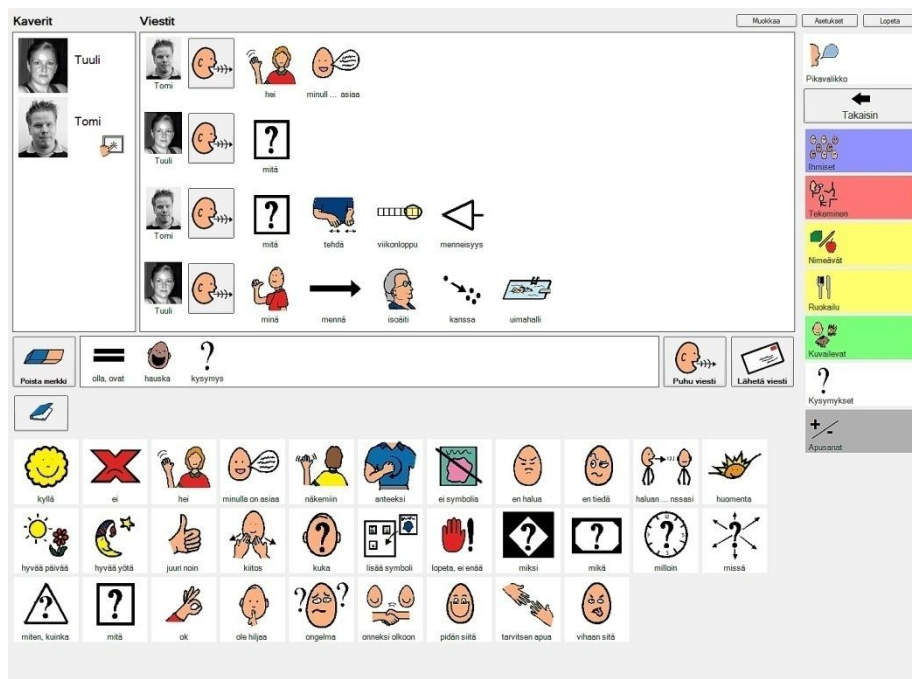 Kaverit
Viestit
Muokkaa
Asetukset
Lopeta
Tuuli
Tomi
Tomi
hei
minull ... asiaa
Tuuli
mitä
Tomi
mitä
tehdä
viikonloppu
menneisyys
Tuuli
minä
mennä
isoäiti
kanssa
uimahalli
Pikavalikko
Takaisin
Ihmiset
Tekeminen
Nimeävät
Ruokailu
Kuvailevat
Kysymykset
Apusanat
Poista merkki
olla, ovat
hauska
kysymys
Puhu viesti
Lähetä viesti
kyllä
ei
hei
minulla on asiaa
näkemiin
anteeksi
ei symbolia
en halua
en tiedä
haluan ... nssasi
huomenta
hyvää päivää
hyvää yötä
juuri noin
kiitos
kuka
lisää symboli
lopeta, ei enää
miksi
mikä
milloin
missä
miten, kuinka
mitä
ok
ole hiljaa
ongelma
onneksi olkoon
pidän siitä
tarvitsen apua
vihaan sitä